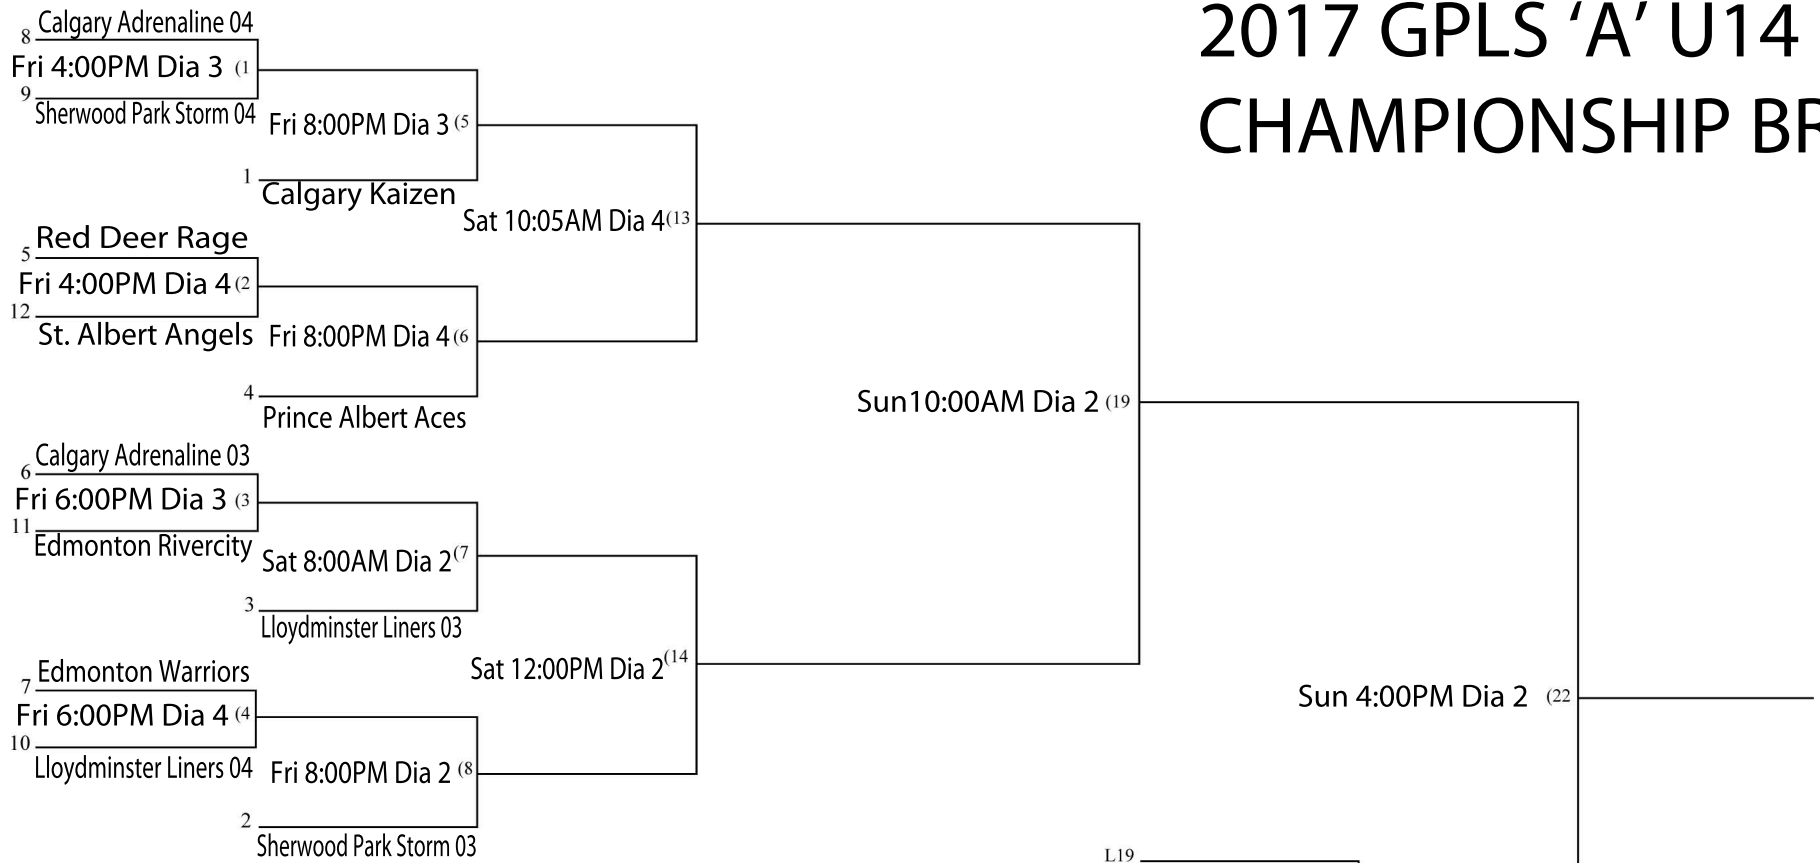 2017 GPLS ‘A’ U14
CHAMPIONSHIP BR
Calgary Adrenaline 04
8
Fri 4:00PM Dia 3 (1
9
Sherwood Park Storm 04
Fri 8:00PM Dia 3 (5
1
Calgary Kaizen
Sat 10:05AM Dia 4 (13
Red Deer Rage
5
Fri 4:00PM Dia 4 (2
12
St. Albert Angels
Fri 8:00PM Dia 4 (6
4
Prince Albert Aces
Sun10:00AM Dia 2 (19
Calgary Adrenaline 03
6
Fri 6:00PM Dia 3 (3
11
Edmonton Rivercity
Sat 8:00AM Dia 2 (7
3
Lloydminster Liners 03
Sat 12:00PM Dia 2 (14
Edmonton Warriors
7
Fri 6:00PM Dia 4 (4
10
Lloydminster Liners 04
Fri 8:00PM Dia 2 (8
2
Sherwood Park Storm 03
Sun 4:00PM Dia 2 (22
L19